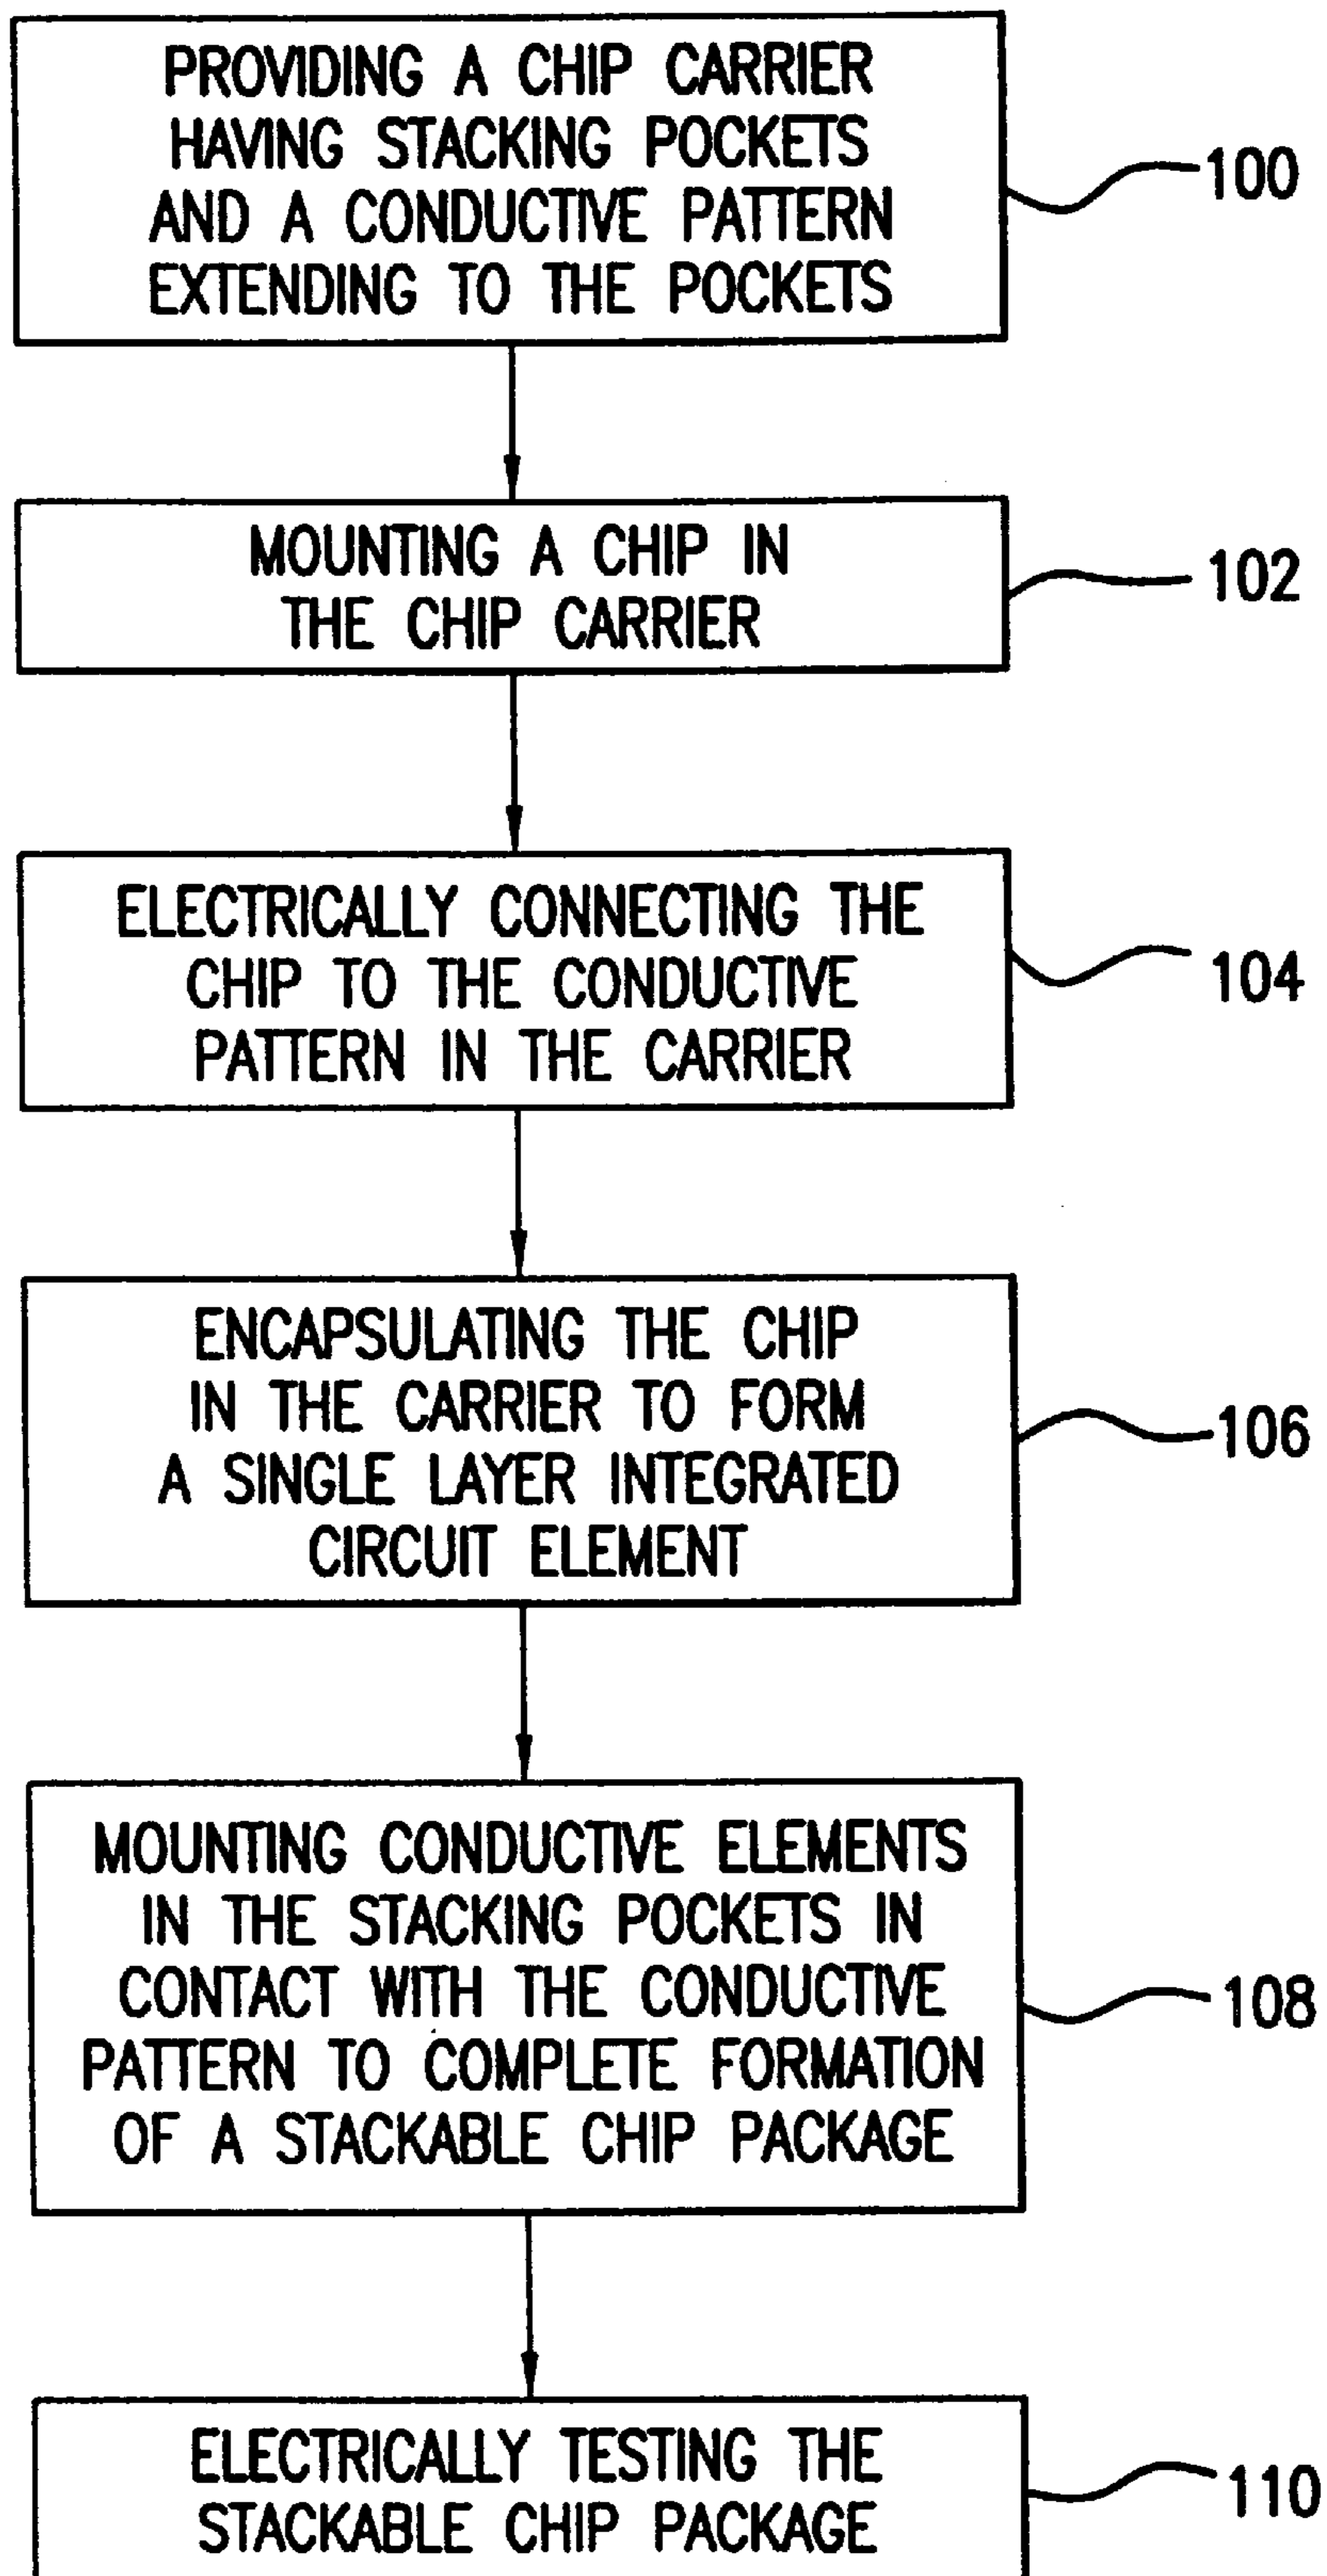 PROVIDING A CHIP CARRIER
HAVING STACKING POCKETS
AND A CONDUCTIVE PATTERN
EXTENDING TO THE POCKETS
100
MOUNTING A CHIP IN
THE CHIP CARRIER
102
ELECTRICALLY CONNECTING THE
CHIP TO THE CONDUCTIVE
PATTERN IN THE CARRIER
104
ENCAPSULATING THE CHIP
IN THE CARRIER TO FORM
A SINGLE LAYER INTEGRATED
CIRCUIT ELEMENT
106
MOUNTING CONDUCTIVE ELEMENTS
IN THE STACKING POCKETS IN
CONTACT WITH THE CONDUCTIVE
PATTERN TO COMPLETE FORMATION
OF A STACKABLE CHIP PACKAGE
108
ELECTRICALLY TESTING THE
STACKABLE CHIP PACKAGE
110